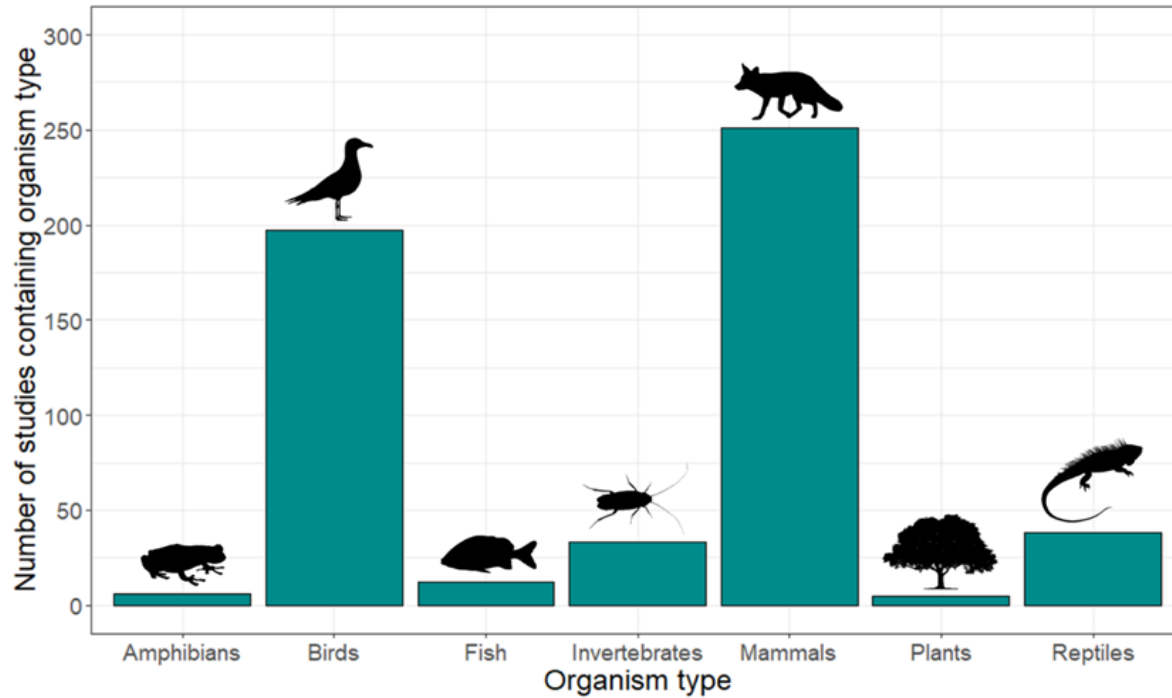 Number of studies containing organism type
300
250
200
150
100
50
0
Amphibians Birds Fish Invertebrates Mammals Plants Reptiles
Organism type